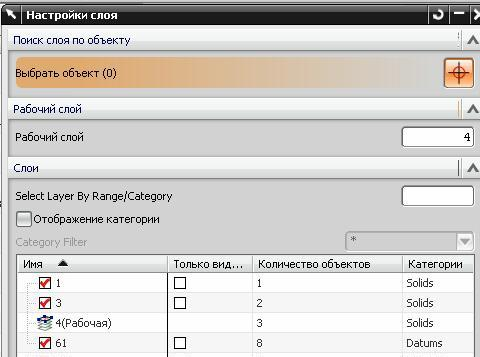 Настройки слоя
Поиск слоя по объекту
Выбрать объект (0)
Рабочий слой
Рабочий слой 4
Слои
Select Layer By Range/Category
Отображение категории
Category Filter *
Имя Только вид... Количество объектов Категории
1 1 Solids
3 2 Solids
4(Рабочая) 3 Solids
61 8 Datums